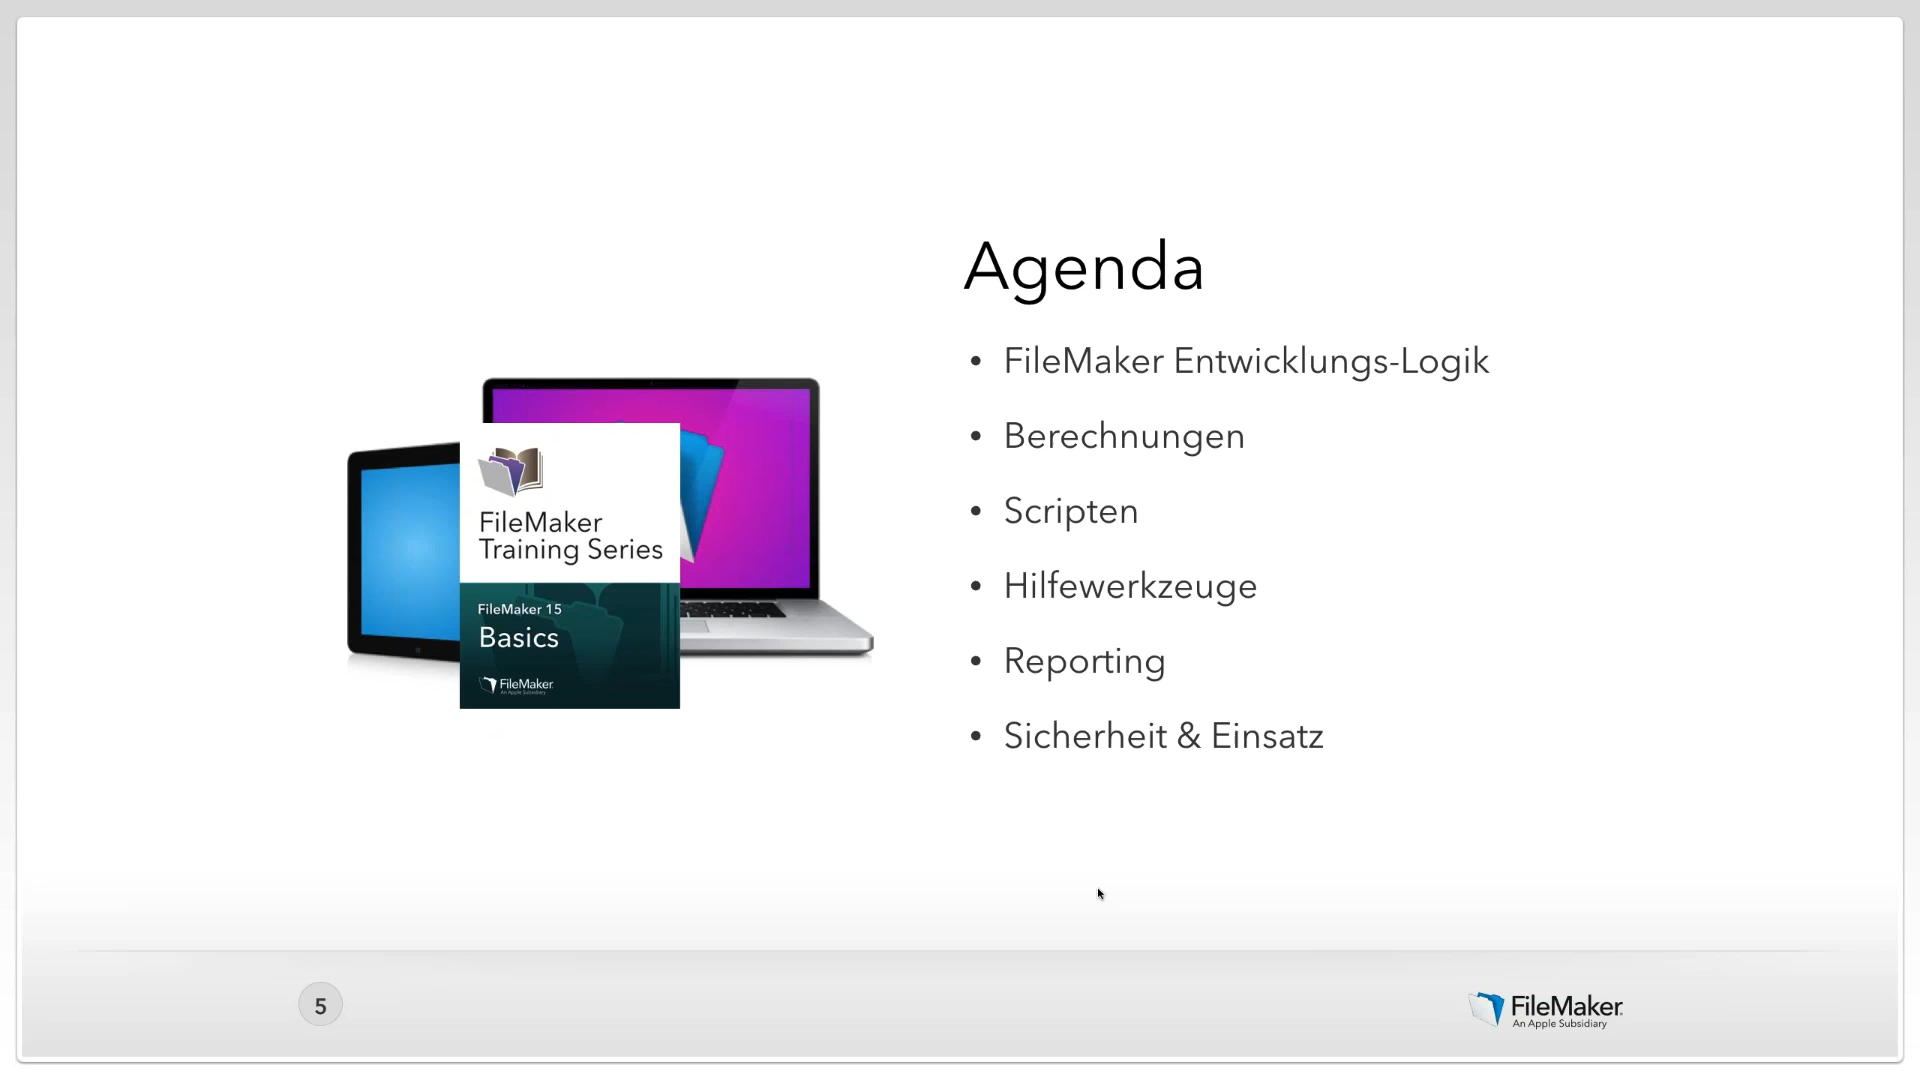 Agenda
• FileMaker Entwicklungs-Logik
• Berechnungen
• Scripten
• Hilfewerkzeuge
• Reporting
• Sicherheit & Einsatz
FileMaker
Training Series
FileMaker 15
Basics
FileMaker
An Apple Subsidiary
5
FileMaker.
An Apple Subsidiary